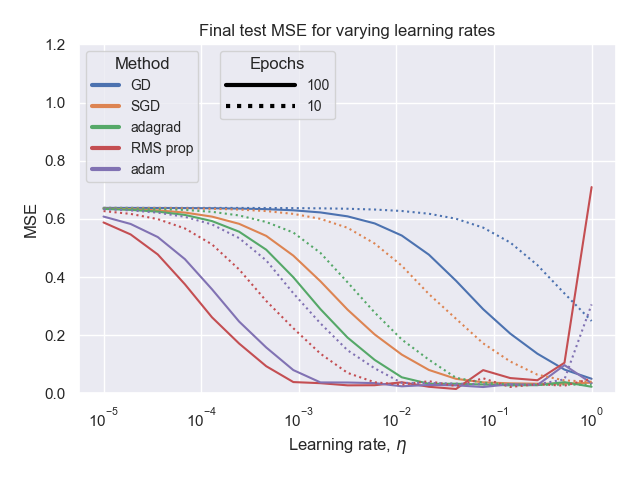 Final test MSE for varying learning rates
MSE
1.2
1.0
0.8
0.6
0.4
0.2
0.0
Method
GD
SGD
adagrad
RMS prop
adam
Epochs
100
10
10⁻⁵
10⁻⁴
10⁻³
10⁻²
10⁻¹
10⁰
Learning rate, η